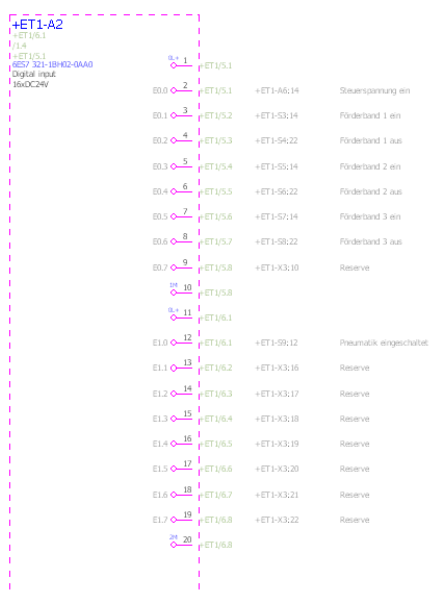 +ET1-A2
+ET1/6.1
/1.4
+ET1/5.1
6ES7 321-1BH02-0AA0
Digital input
16xDC24V
0L+ 1 +ET1/5.1
E0.0 2 +ET1/5.1 +ET1-A6:14 Steuerspannung ein
E0.1 3 +ET1/5.2 +ET1-S3:14 Förderband 1 ein
E0.2 4 +ET1/5.3 +ET1-S4:22 Förderband 1 aus
E0.3 5 +ET1/5.4 +ET1-S5:14 Förderband 2 ein
E0.4 6 +ET1/5.5 +ET1-S6:22 Förderband 2 aus
E0.5 7 +ET1/5.6 +ET1-S7:14 Förderband 3 ein
E0.6 8 +ET1/5.7 +ET1-S8:22 Förderband 3 aus
E0.7 9 +ET1/5.8 +ET1-X3:10 Reserve
1M 10 +ET1/5.8
0L+ 11 +ET1/6.1
E1.0 12 +ET1/6.1 +ET1-S9:12 Pneumatik eingeschaltet
E1.1 13 +ET1/6.2 +ET1-X3:16 Reserve
E1.2 14 +ET1/6.3 +ET1-X3:17 Reserve
E1.3 15 +ET1/6.4 +ET1-X3:18 Reserve
E1.4 16 +ET1/6.5 +ET1-X3:19 Reserve
E1.5 17 +ET1/6.6 +ET1-X3:20 Reserve
E1.6 18 +ET1/6.7 +ET1-X3:21 Reserve
E1.7 19 +ET1/6.8 +ET1-X3:22 Reserve
2M 20 +ET1/6.8